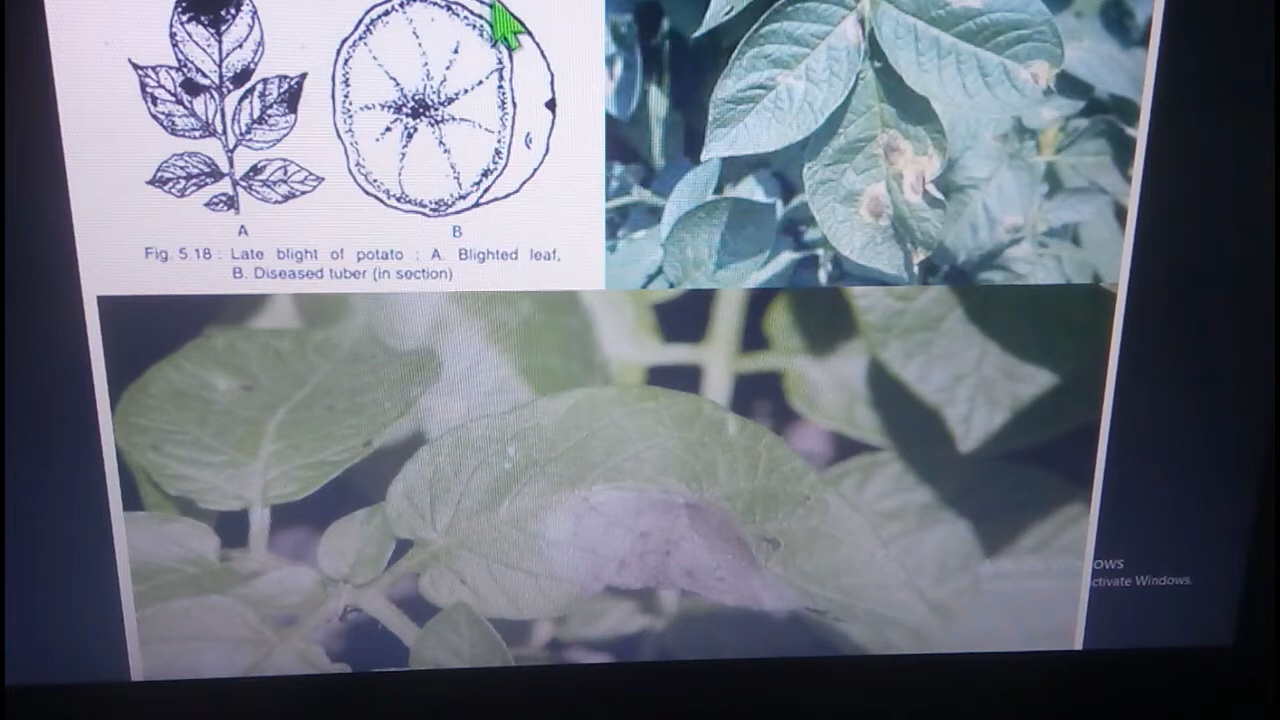 A
B
Fig. 5.18 : Late blight of potato : A. Blighted leaf,
B. Diseased tuber (in section)
ows
ctivate Windows.